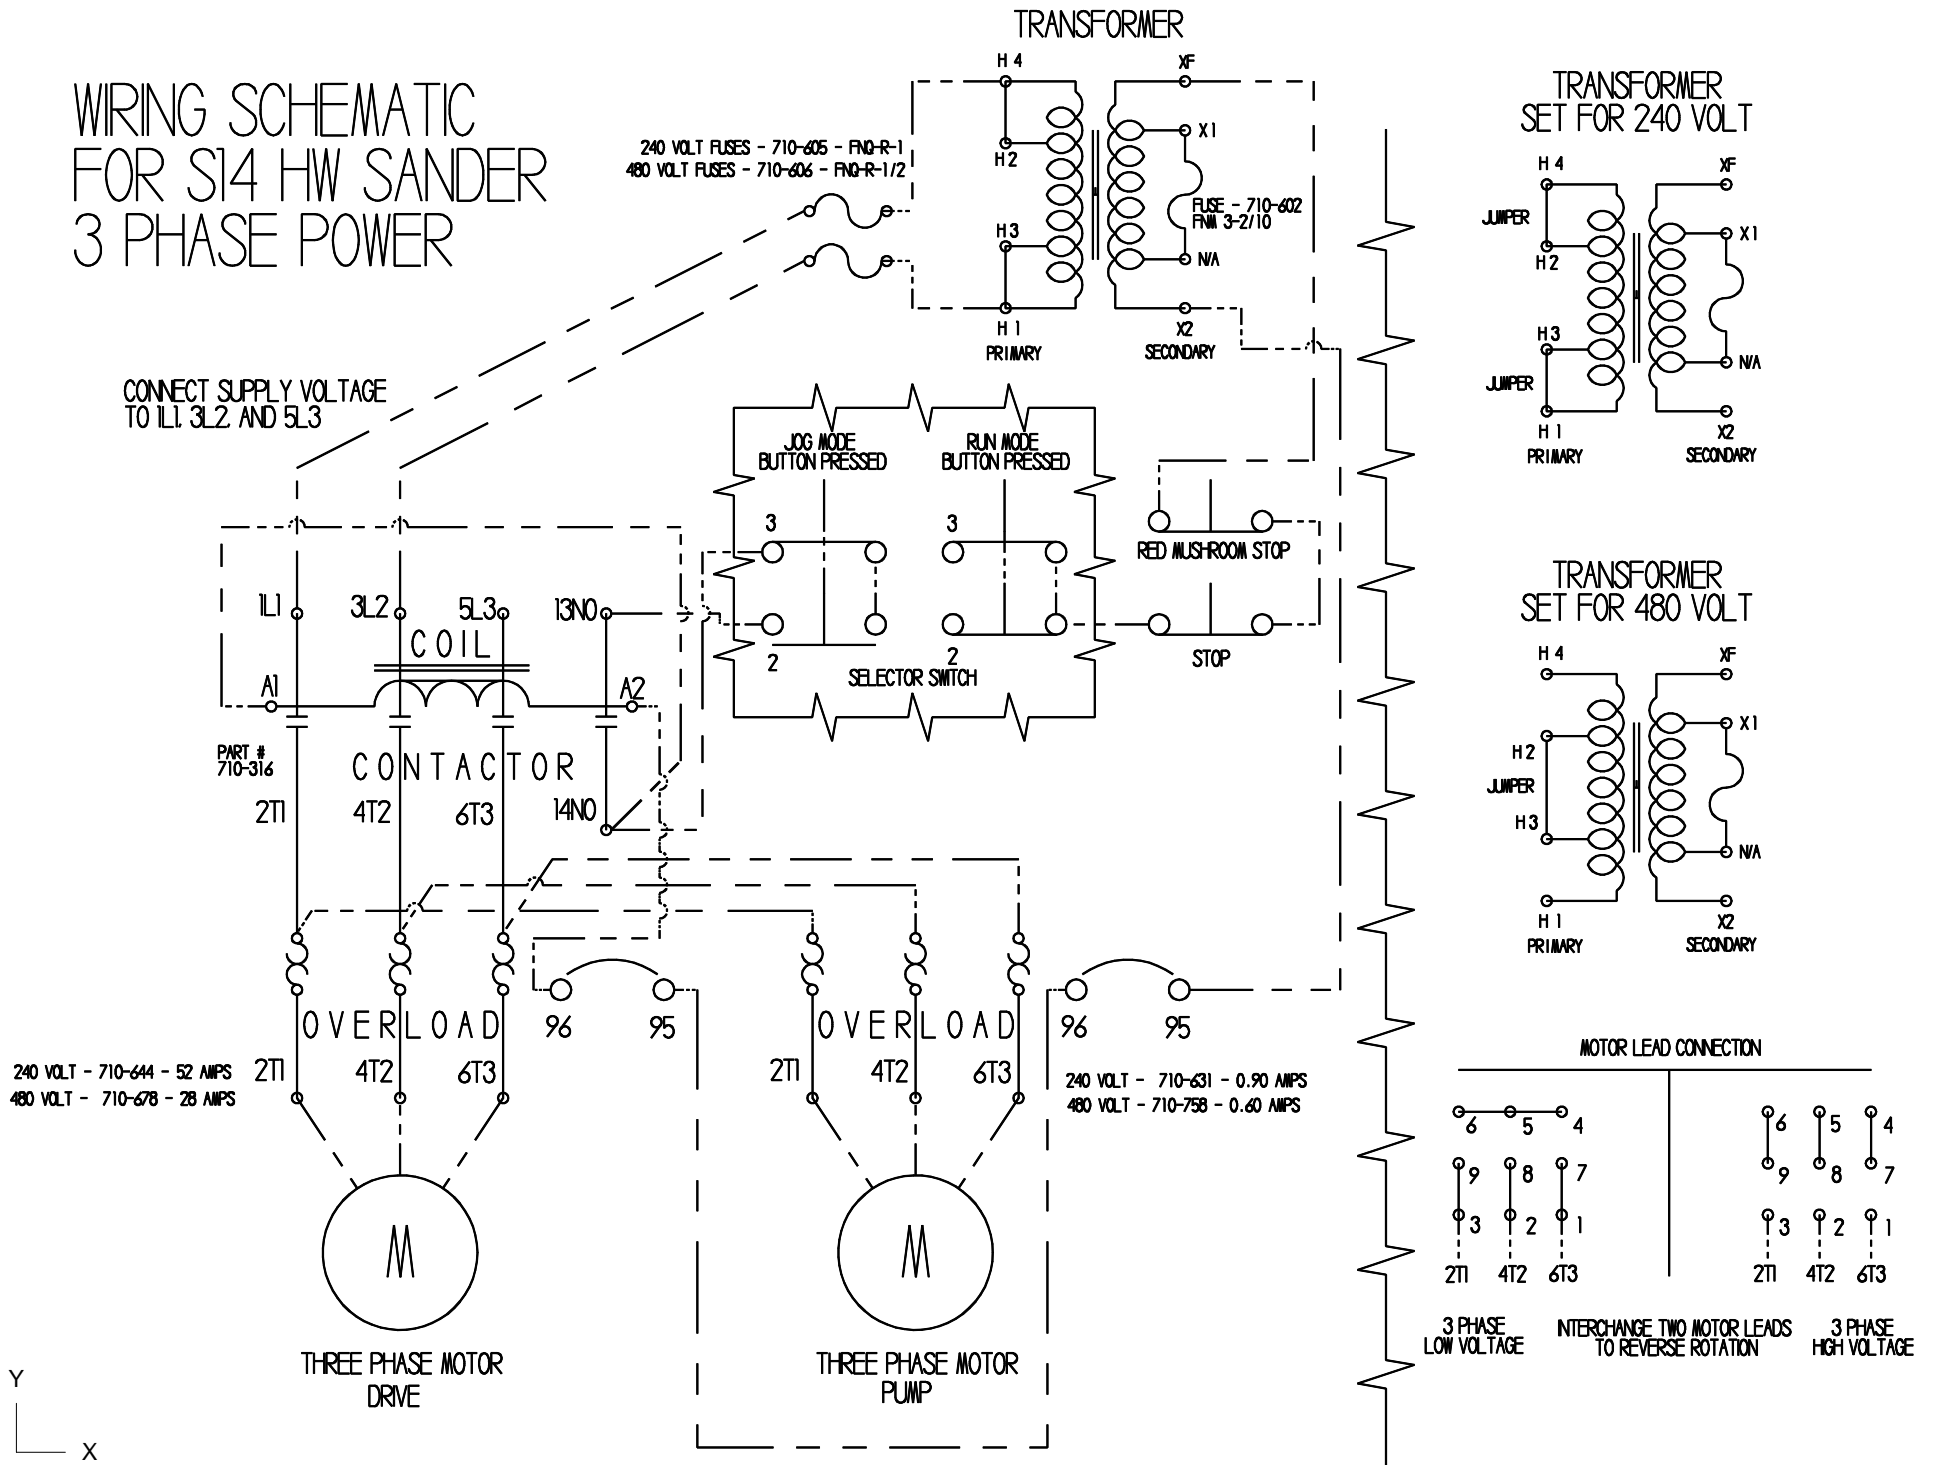 WIRING SCHEMATIC
FOR S14 HW SANDER
3 PHASE POWER
CONNECT SUPPLY VOLTAGE
TO 1L1, 3L2, AND 5L3
240 VOLT FUSES - 710-605 - FNQ-R-1
480 VOLT FUSES - 710-606 - FNQ-R-1/2
TRANSFORMER
H 4
XF
H 2
X 1
FUSE - 710-602
FNM 3-2/10
H 3
N/A
H 1
X2
PRIMARY
SECONDARY
JOG MODE
BUTTON PRESSED
RUN MODE
BUTTON PRESSED
3
3
2
2
SELECTOR SWITCH
RED MUSHROOM STOP
STOP
1L1
3L2
5L3
13NO
COIL
A1
A2
PART #
710-316
CONTACTOR
2T1
4T2
6T3
14NO
OVERLOAD
96
95
OVERLOAD
96
95
240 VOLT - 710-644 - 52 AMPS
480 VOLT - 710-678 - 28 AMPS
2T1
4T2
6T3
2T1
4T2
6T3
240 VOLT - 710-631 - 0.90 AMPS
480 VOLT - 710-758 - 0.60 AMPS
M
M
THREE PHASE MOTOR
DRIVE
THREE PHASE MOTOR
PUMP
Y
X
TRANSFORMER
SET FOR 240 VOLT
H 4
XF
JUMPER
X 1
H 2
H 3
N/A
JUMPER
H 1
X2
PRIMARY
SECONDARY
TRANSFORMER
SET FOR 480 VOLT
H 4
XF
X 1
H 2
JUMPER
H 3
N/A
H 1
X2
PRIMARY
SECONDARY
MOTOR LEAD CONNECTION
6 5 4
9 8 7
3 2 1
2T1 4T2 6T3
3 PHASE
LOW VOLTAGE
INTERCHANGE TWO MOTOR LEADS
TO REVERSE ROTATION
6 5 4
9 8 7
3 2 1
2T1 4T2 6T3
3 PHASE
HIGH VOLTAGE